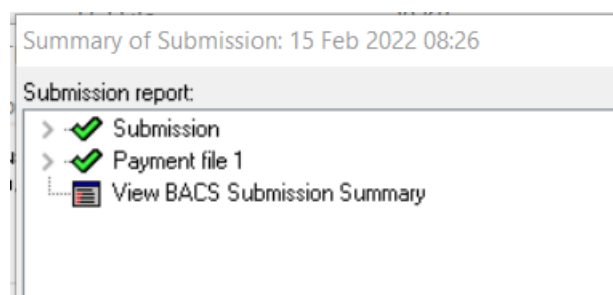 Summary of Submission: 15 Feb 2022 08:26
Submission report:
Submission
Payment file 1
View BACS Submission Summary